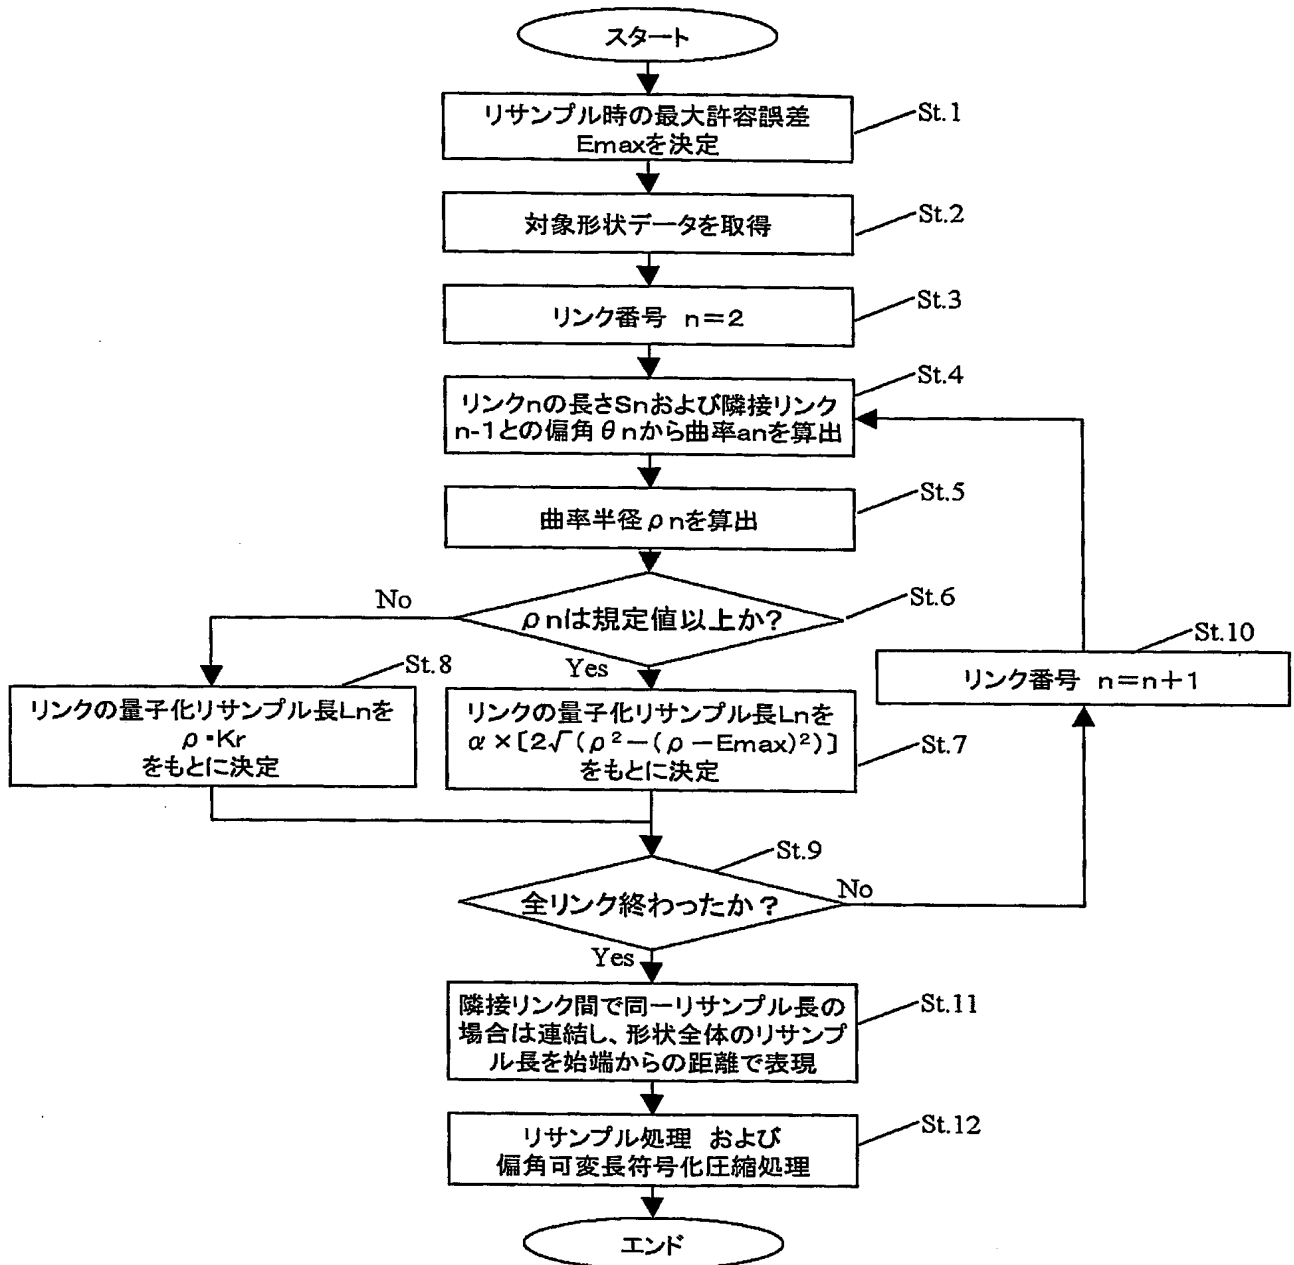 スタート
リサンプル時の最大許容誤差
Emaxを決定
St.1
対象形状データを取得
St.2
リンク番号 n=2
St.3
リンクnの長さSnおよび隣接リンク
n-1との偏角θnから曲率anを算出
St.4
曲率半径ρnを算出
St.5
ρnは規定値以上か?
St.6
No
Yes
St.8
リンクの量子化リサンプル長Lnを
ρ・Kr
をもとに決定
リンクの量子化リサンプル長Lnを
α×[2√(ρ²-(ρ-Emax)²)]
をもとに決定
St.7
St.10
リンク番号 n=n+1
St.9
全リンク終わったか?
No
Yes
隣接リンク間で同一リサンプル長の
場合は連結し、形状全体のリサンプ
ル長を始端からの距離で表現
St.11
リサンプル処理 および
偏角可変長符号化圧縮処理
St.12
エンド